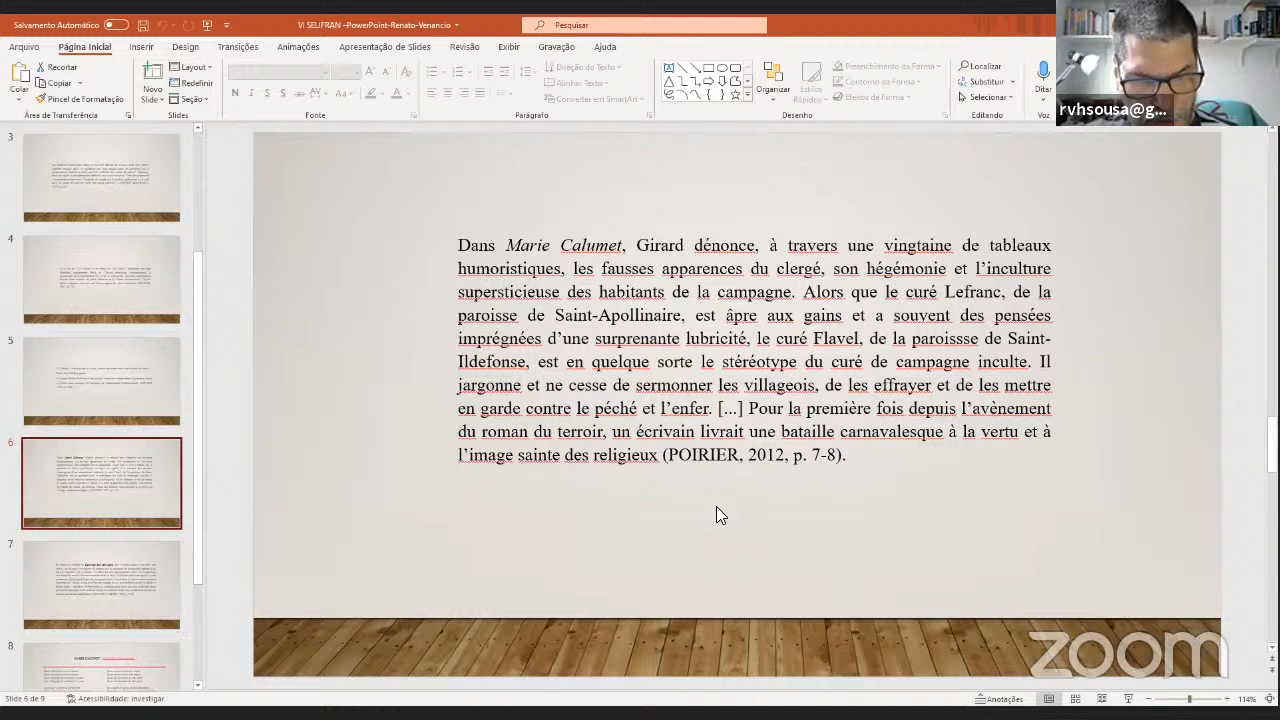 Salvamento Automático
VI SELIFRAN –PowerPoint-Renato-Venancio
Pesquisar
Arquivo Página Inicial Inserir Design Transições Animações Apresentação de Slides Revisão Exibir Gravação Ajuda
Colar
Recortar
Copiar
Pincel de Formatação
Área de Transferência
Novo Slide
Layout
Redefinir
Seção
Slides
N I S
Aa
Fonte
Direção do Texto
Alinhar Texto
Converter em SmartArt
Parágrafo
Organizar
Estilos Rápidos
Preenchimento da Forma
Contorno da Forma
Efeitos de Forma
Desenho
Localizar
Substituir
Selecionar
Editando
Ditar
Voz
rvhsousa@g...
3
4
5
6
7
8
Dans Marie Calumet, Girard dénonce, à travers une vingtaine de tableaux
humoristiques, les fausses apparences du clergé, son hégémonie et l’inculture
supersticieuse des habitants de la campagne. Alors que le curé Lefranc, de la
paroisse de Saint-Apollinaire, est âpre aux gains et a souvent des pensées
imprégnées d’une surprenante lubricité, le curé Flavel, de la paroissse de Saint-
Ildefonse, est en quelque sorte le stéréotype du curé de campagne inculte. Il
jargonne et ne cesse de sermonner les villageois, de les effrayer et de les mettre
en garde contre le péché et l’enfer. [...] Pour la première fois depuis l’avènement
du roman du terroir, un écrivain livrait une bataille carnavalesque à la vertu et à
l’image sainte des religieux (POIRIER, 2012, p. 7-8).
zoom
Slide 6 de 9
Acessibilidade: investigar
Anotações
114%